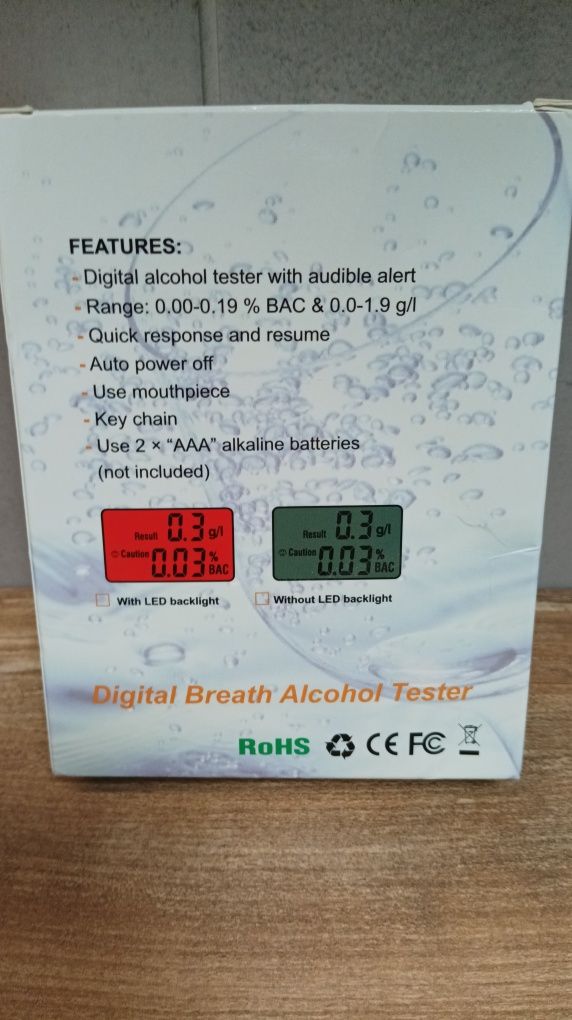 FEATURES:
- Digital alcohol tester with audible alert
- Range: 0.00-0.19 % BAC & 0.0-1.9 g/l
- Quick response and resume
- Auto power off
- Use mouthpiece
- Key chain
- Use 2 × “AAA” alkaline batteries
(not included)
Result 0.3 g/l
Caution 0.03 % BAC
Result 0.3 g/l
Caution 0.03 % BAC
With LED backlight
Without LED backlight
Digital Breath Alcohol Tester
RoHS CE FC